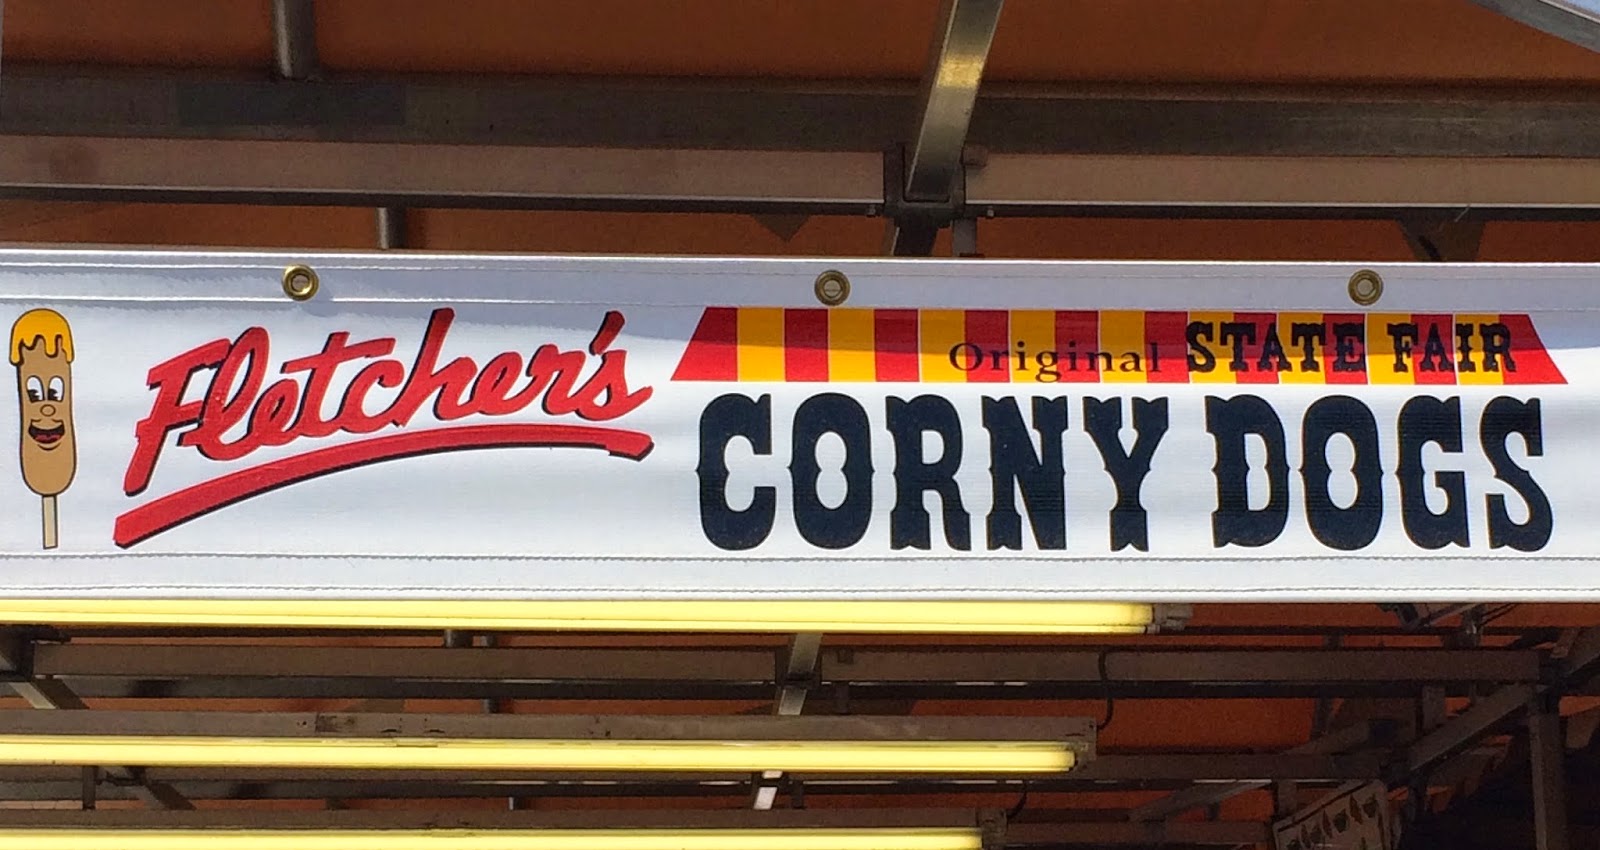 Fletcher's
Original STATE FAIR
CORNY DOGS